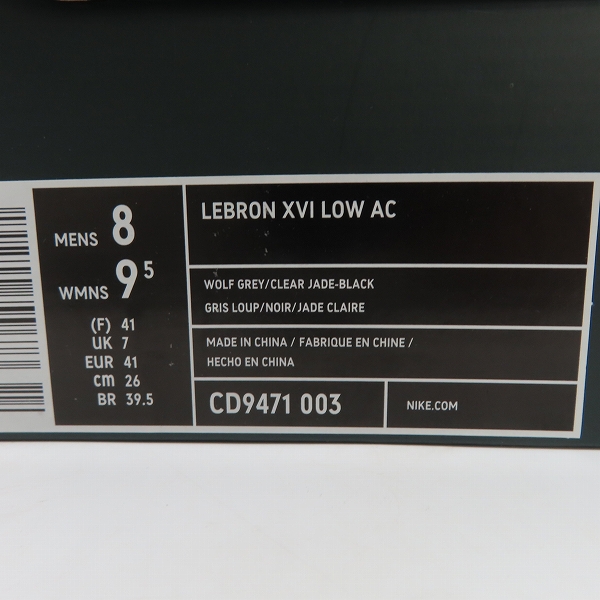 MENS 8
WMNS 9 5
(F) 41
UK 7
EUR 41
cm 26
BR 39.5
LEBRON XVI LOW AC
WOLF GREY/CLEAR JADE-BLACK
GRIS LOUP/NOIR/JADE CLAIRE
MADE IN CHINA / FABRIQUE EN CHINE /
HECHO EN CHINA
CD9471 003
NIKE.COM